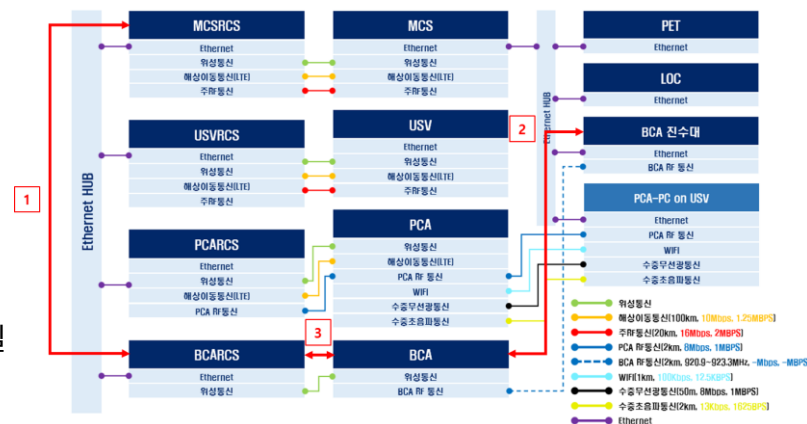 MCSRCS
Ethernet
위성통신
해상이동통신(LTE)
주RF통신
MCS
Ethernet
위성통신
해상이동통신(LTE)
주RF통신
PET
Ethernet
LOC
Ethernet
USVRCS
Ethernet
위성통신
해상이동통신(LTE)
주RF통신
USV
Ethernet
위성통신
해상이동통신(LTE)
주RF통신
2
BCA 진수대
Ethernet
BCA RF 통신
1
Ethernet HUB
Ethernet HUB
PCARCS
Ethernet
위성통신
해상이동통신(LTE)
PCA RF통신
PCA
위성통신
해상이동통신(LTE)
PCA RF 통신
WIFI
수중무선광통신
수중초음파통신
PCA-PC on USV
Ethernet
PCA RF 통신
WIFI
수중무선광통신
수중초음파통신
BCARCS
Ethernet
위성통신
3
BCA
위성통신
BCA RF 통신
위성통신
해상이동통신(100km, 10Mbps, 1.25MBPS)
주RF통신(20km, 16Mbps, 2MBPS)
PCA RF통신(2km, 8Mbps, 1MBPS)
BCA RF통신(2km, 920.9~923.3MHz, -Mbps, -MBPS)
WIFI(1km, 100Kbps, 12.5KBPS)
수중무선광통신(50m, 8Mbps, 1MBPS)
수중초음파통신(2km, 13Kbps, 1625BPS)
Ethernet